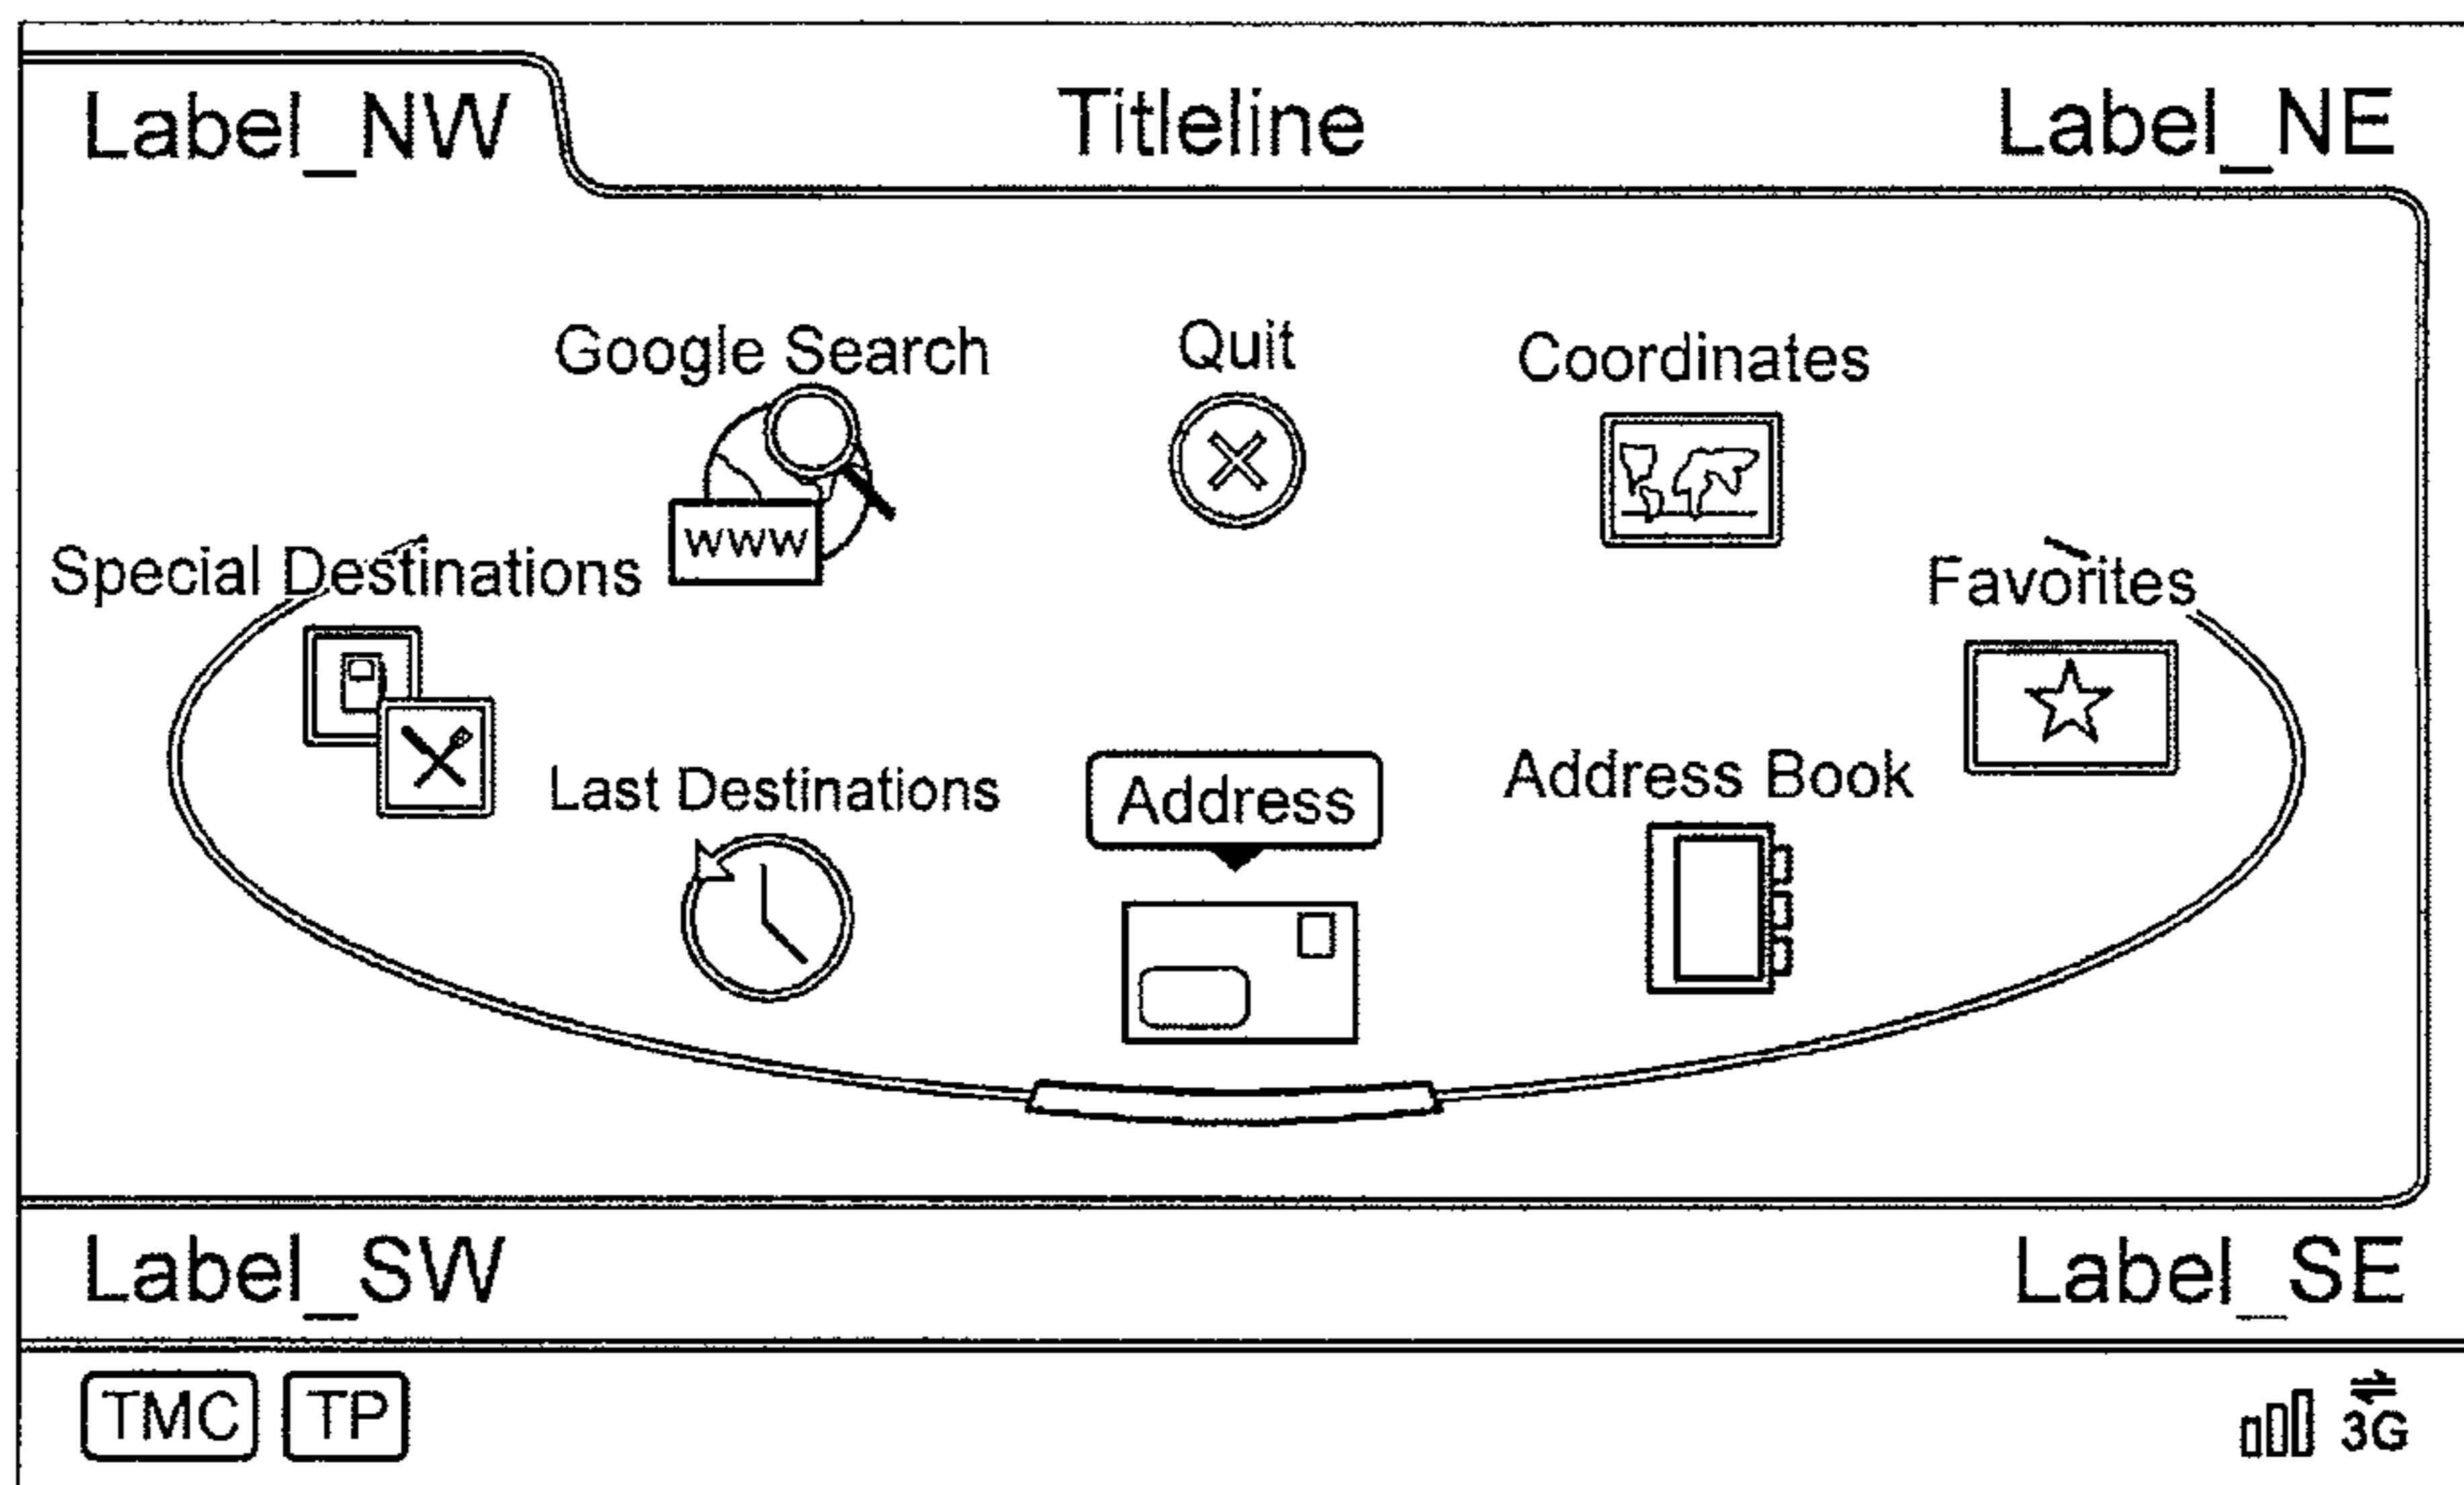 Label_NW
Titleline
Label_NE
Google Search
Quit
Coordinates
www
Special Destinations
Favorites
Last Destinations
Address
Address Book
Label_SW
Label_SE
TMC
TP
3G